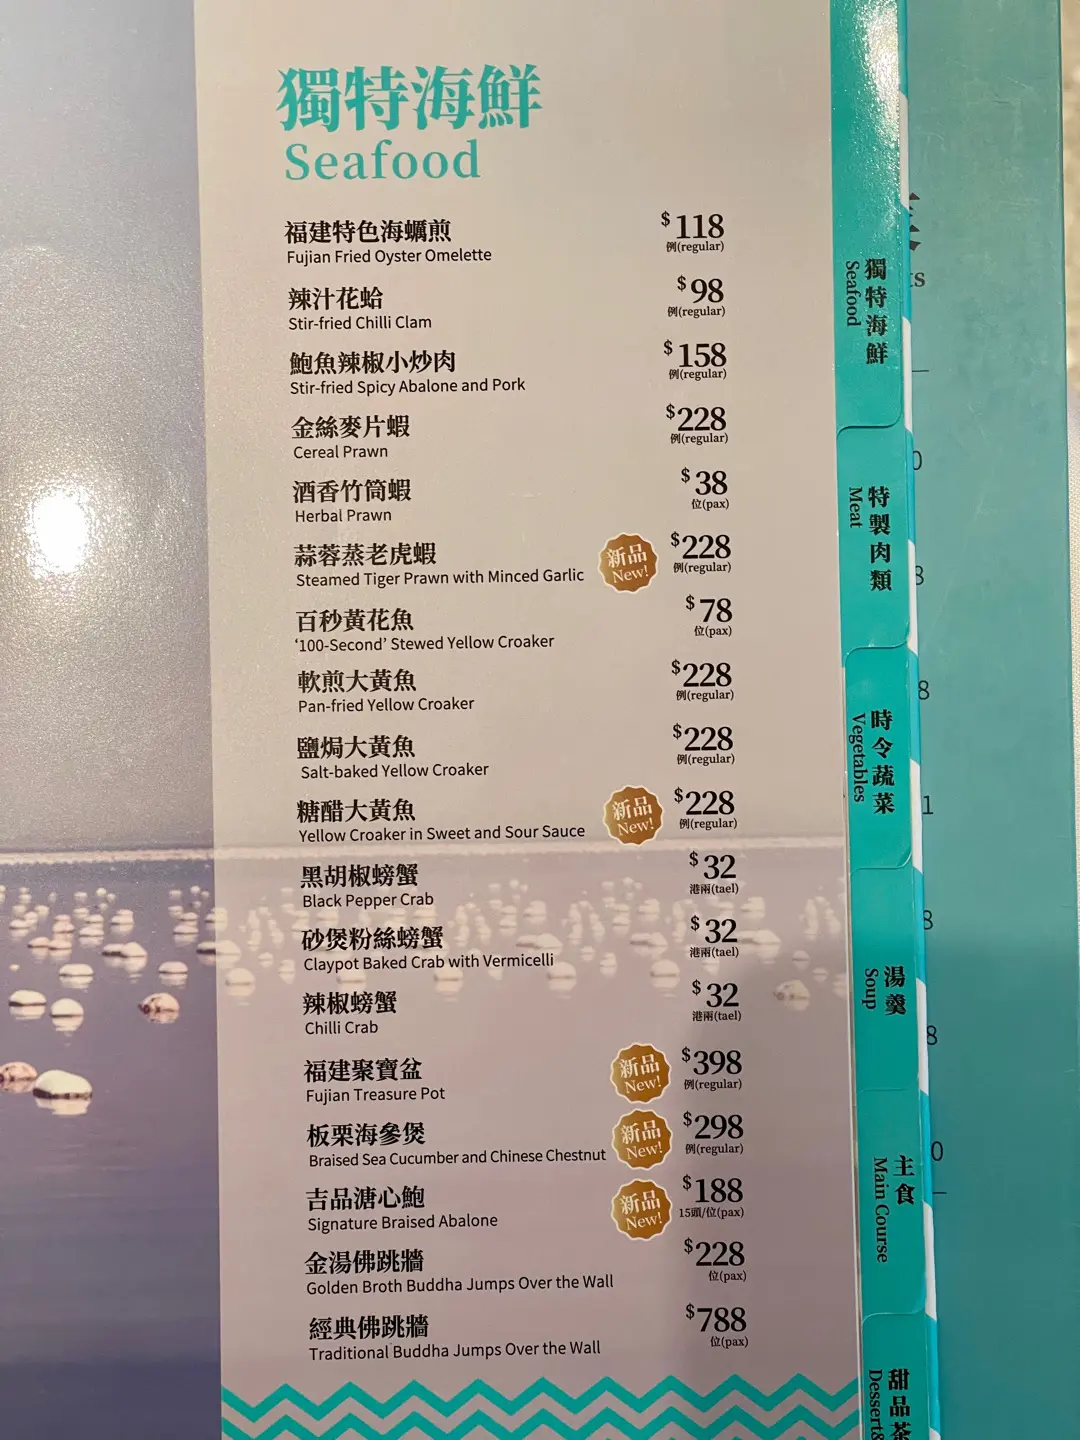 獨特海鮮
Seafood
福建特色海蠣煎 $118
Fujian Fried Oyster Omelette 例(regular)
辣汁花蛤 $98
Stir-fried Chilli Clam 例(regular)
鮑魚辣椒小炒肉 $158
Stir-fried Spicy Abalone and Pork 例(regular)
金絲麥片蝦 $228
Cereal Prawn 例(regular)
酒香竹筒蝦 $38
Herbal Prawn 位(pax)
蒜蓉蒸老虎蝦 新品 $228
Steamed Tiger Prawn with Minced Garlic New! 例(regular)
百秒黃花魚 $78
‘100-Second’ Stewed Yellow Croaker 位(pax)
軟煎大黃魚 $228
Pan-fried Yellow Croaker 例(regular)
鹽焗大黃魚 $228
Salt-baked Yellow Croaker 例(regular)
糖醋大黃魚 新品 $228
Yellow Croaker in Sweet and Sour Sauce New! 例(regular)
黑胡椒螃蟹 $32
Black Pepper Crab 港兩(tael)
砂煲粉絲螃蟹 $32
Claypot Baked Crab with Vermicelli 港兩(tael)
辣椒螃蟹 $32
Chilli Crab 港兩(tael)
福建聚寶盆 新品 $398
Fujian Treasure Pot New! 例(regular)
板栗海參煲 新品 $298
Braised Sea Cucumber and Chinese Chestnut New! 例(regular)
吉品溏心鮑 新品 $188
Signature Braised Abalone New! 15頭/位(pax)
金湯佛跳牆 $228
Golden Broth Buddha Jumps Over the Wall 位(pax)
經典佛跳牆 $788
Traditional Buddha Jumps Over the Wall 位(pax)
獨特海鮮
Seafood
特製肉類
Meat
時令蔬菜
Vegetables
湯羹
Soup
主食
Main Course
甜品茶
Dessert&